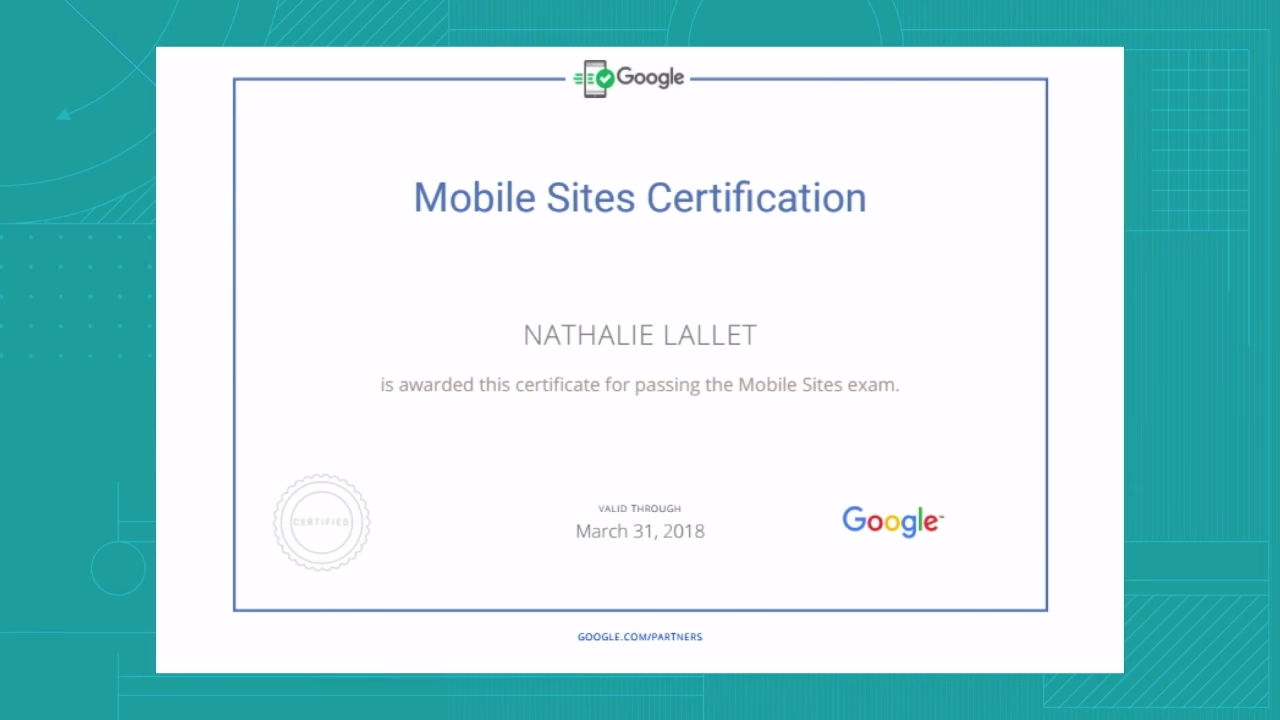 Google
Mobile Sites Certification
NATHALIE LALLET
is awarded this certificate for passing the Mobile Sites exam.
CERTIFIED
VALID THROUGH
March 31, 2018
Google™
GOOGLE.COM/PARTNERS